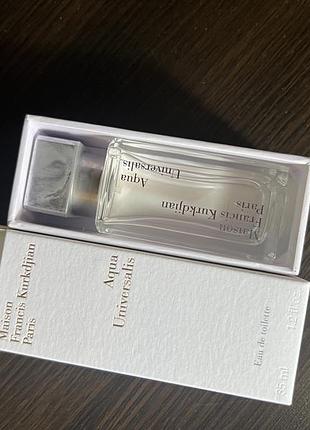 Aqua
Universalis
Maison
Francis Kurkdjian
Paris
Maison
Francis Kurkdjian
Paris
Aqua
Universalis
Eau de toilette
35 ml
1.2 fl.oz